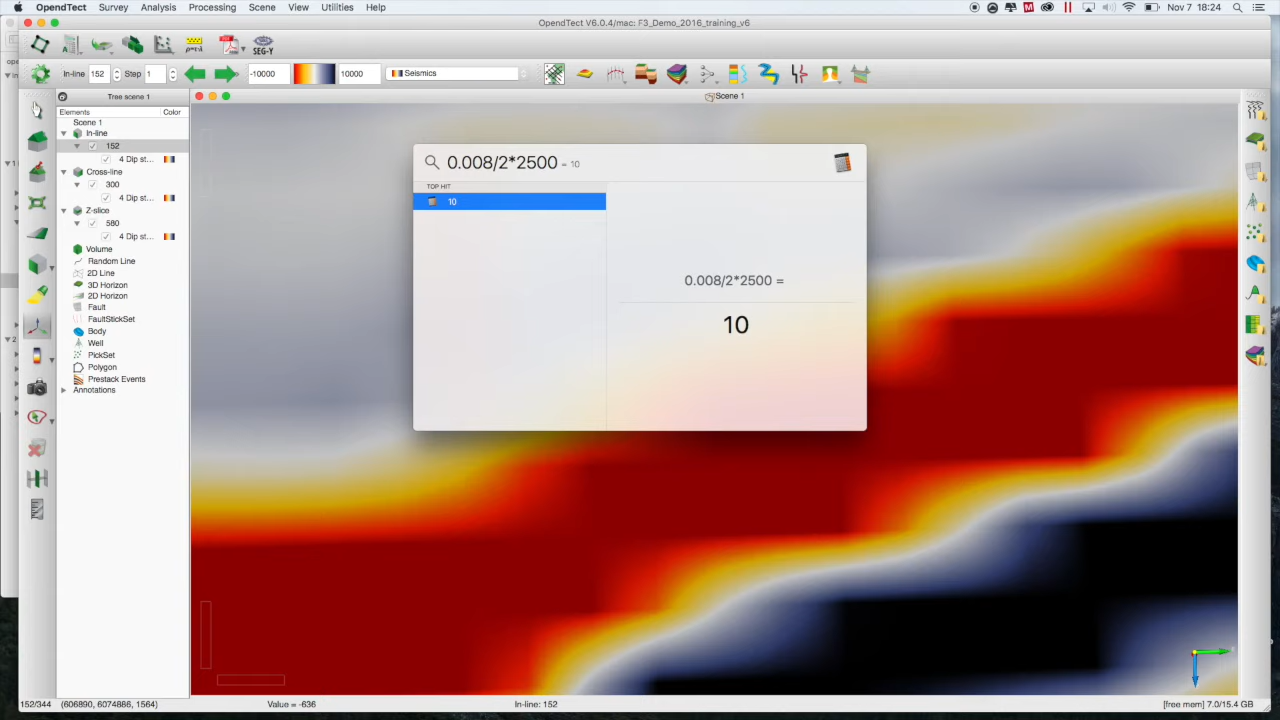 OpendTect Survey Analysis Processing Scene View Utilities Help Nov 7 18:24
OpendTect V6.0.4/mac: F3_Demo_2016_training_v6
ρ=t·λ
SEG-Y
In-line 152 Step 1 -10000 10000 Seismics
Tree scene 1
Scene 1
Elements Color
Scene 1
In-line
152
4 Dip st...
Cross-line
300
4 Dip st...
Z-slice
580
4 Dip st...
Volume
Random Line
2D Line
3D Horizon
2D Horizon
Fault
FaultStickSet
Body
Well
PickSet
Polygon
Prestack Events
Annotations
0.008/2*2500 = 10
TOP HIT
10
0.008/2*2500 =
10
152/344 (606890, 6074886, 1564) Value = -636 In-line: 152 [free mem] 7.0/15.4 GB